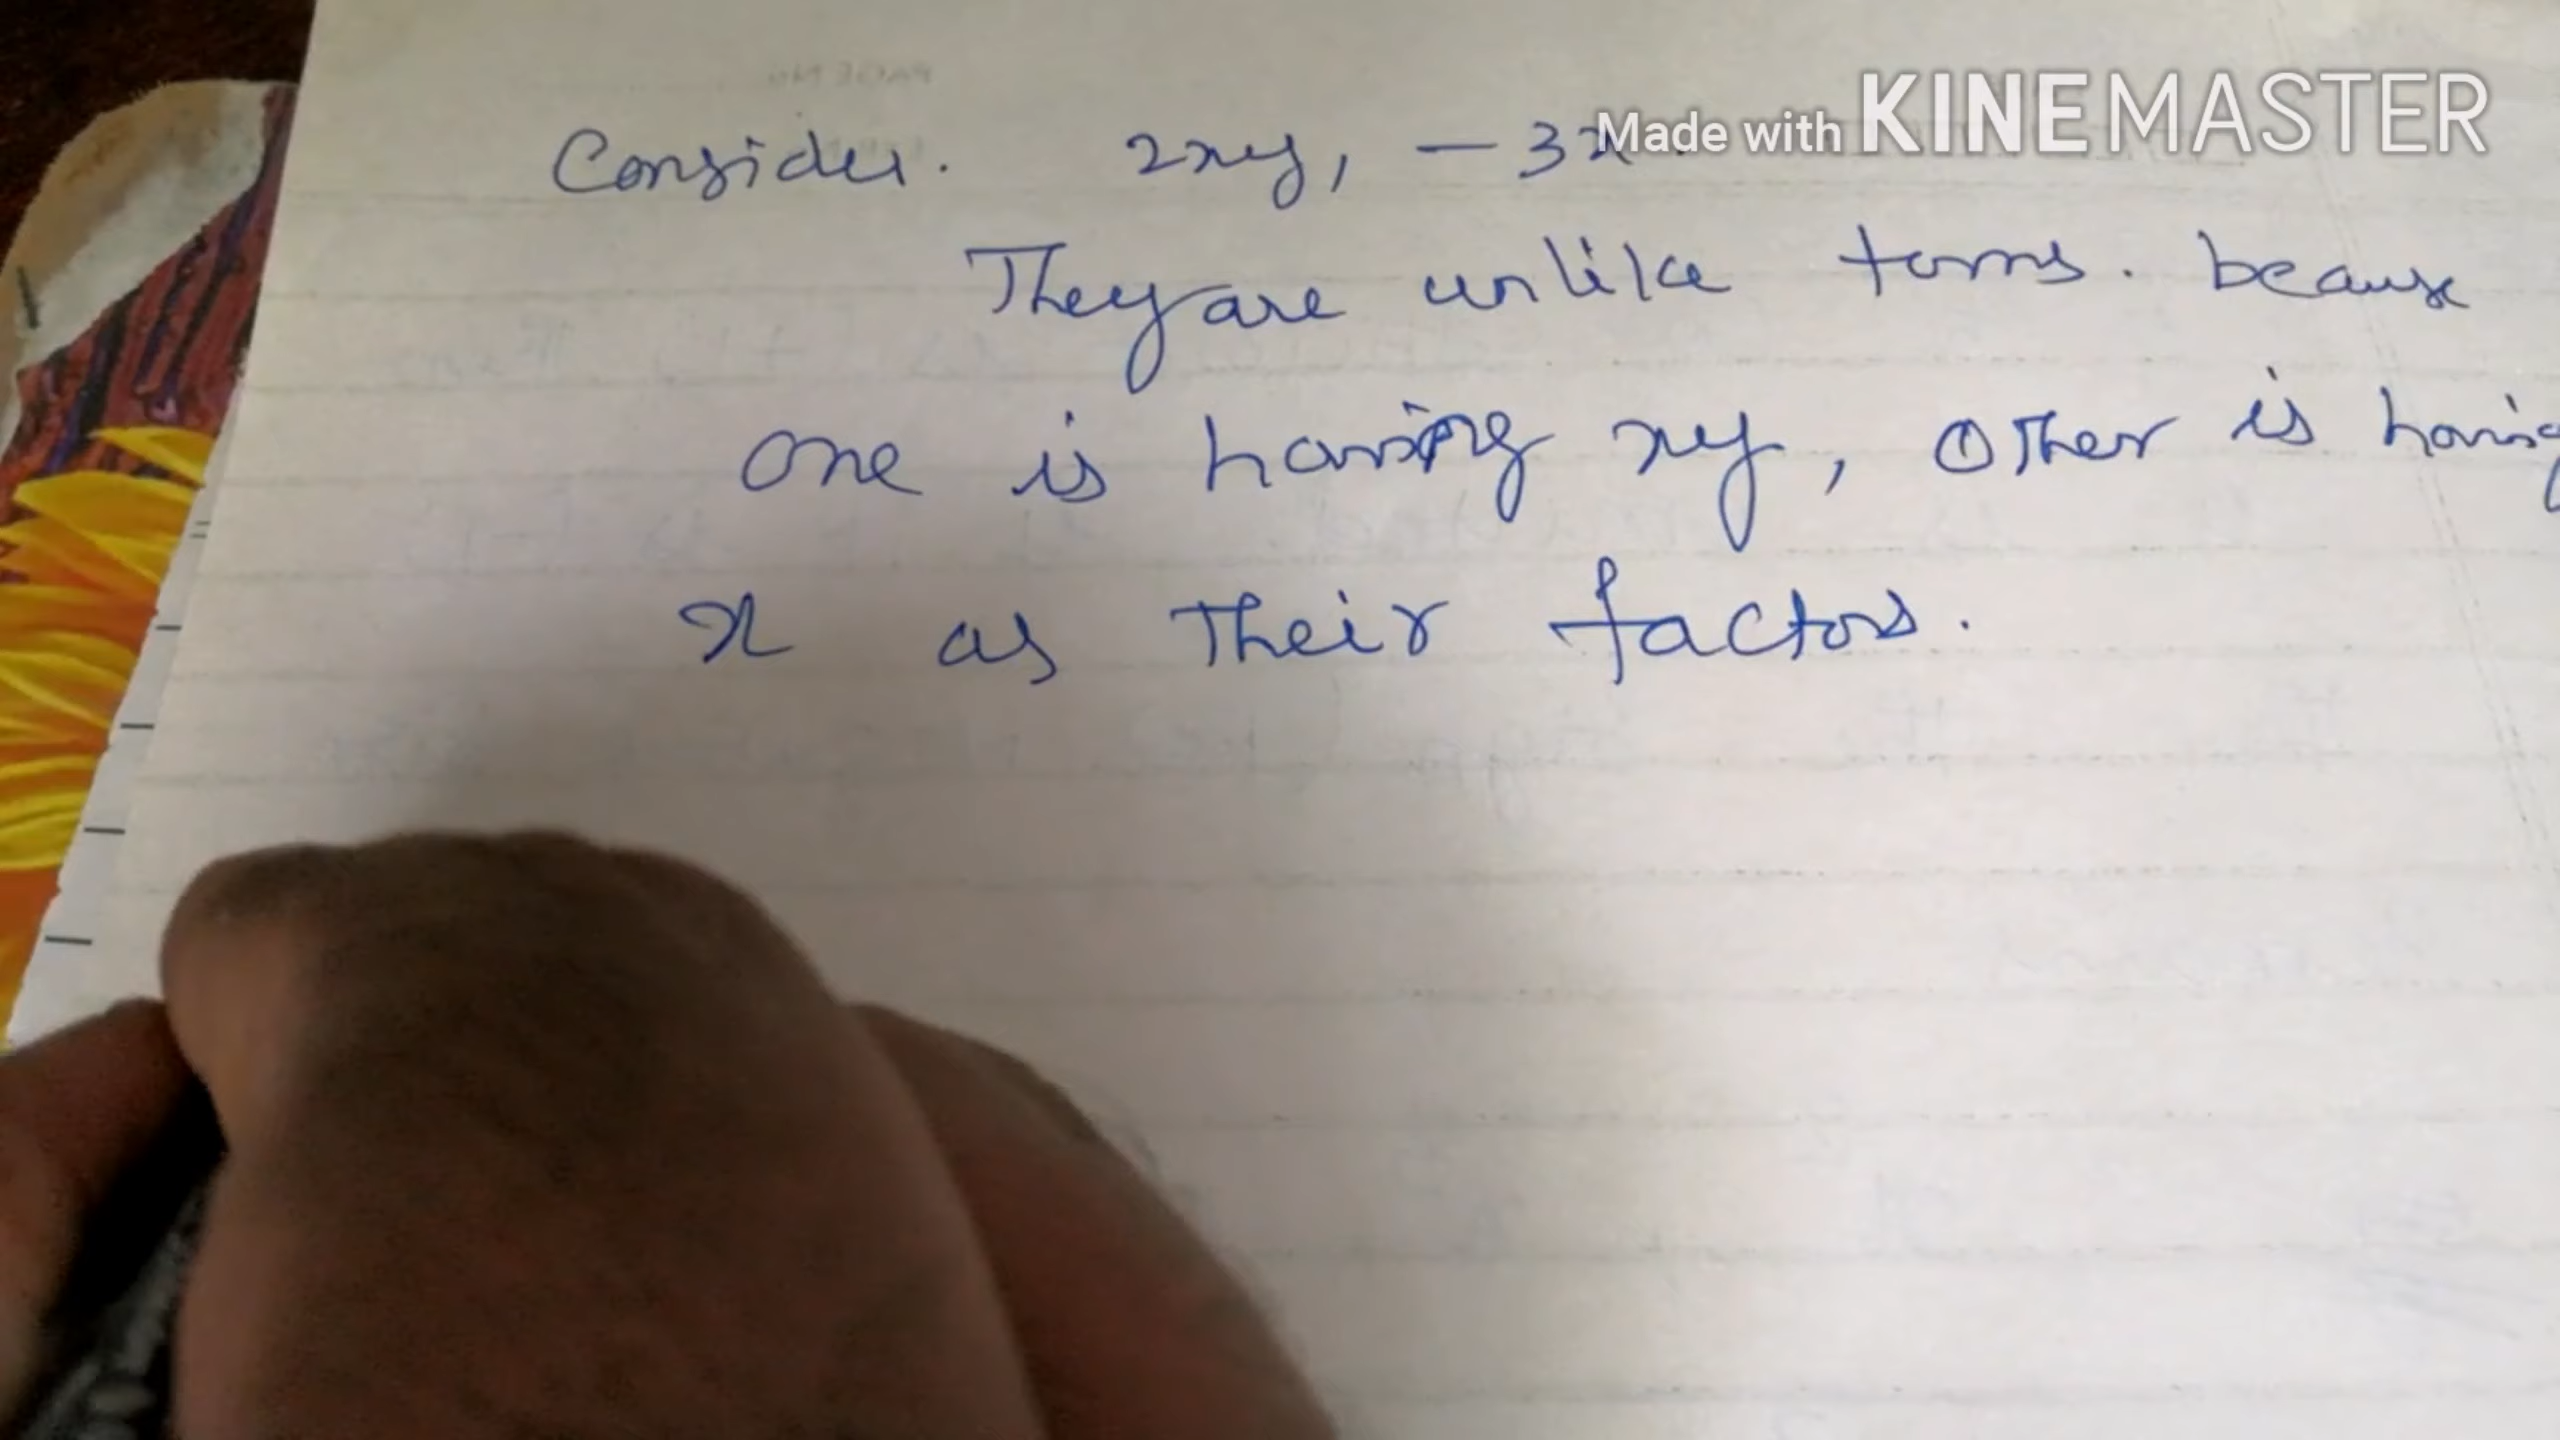 Consider. 2xy, - 3x
Made with KINEMASTER
They are unlike terms. because
one is having xy, other is having
x as their factors.